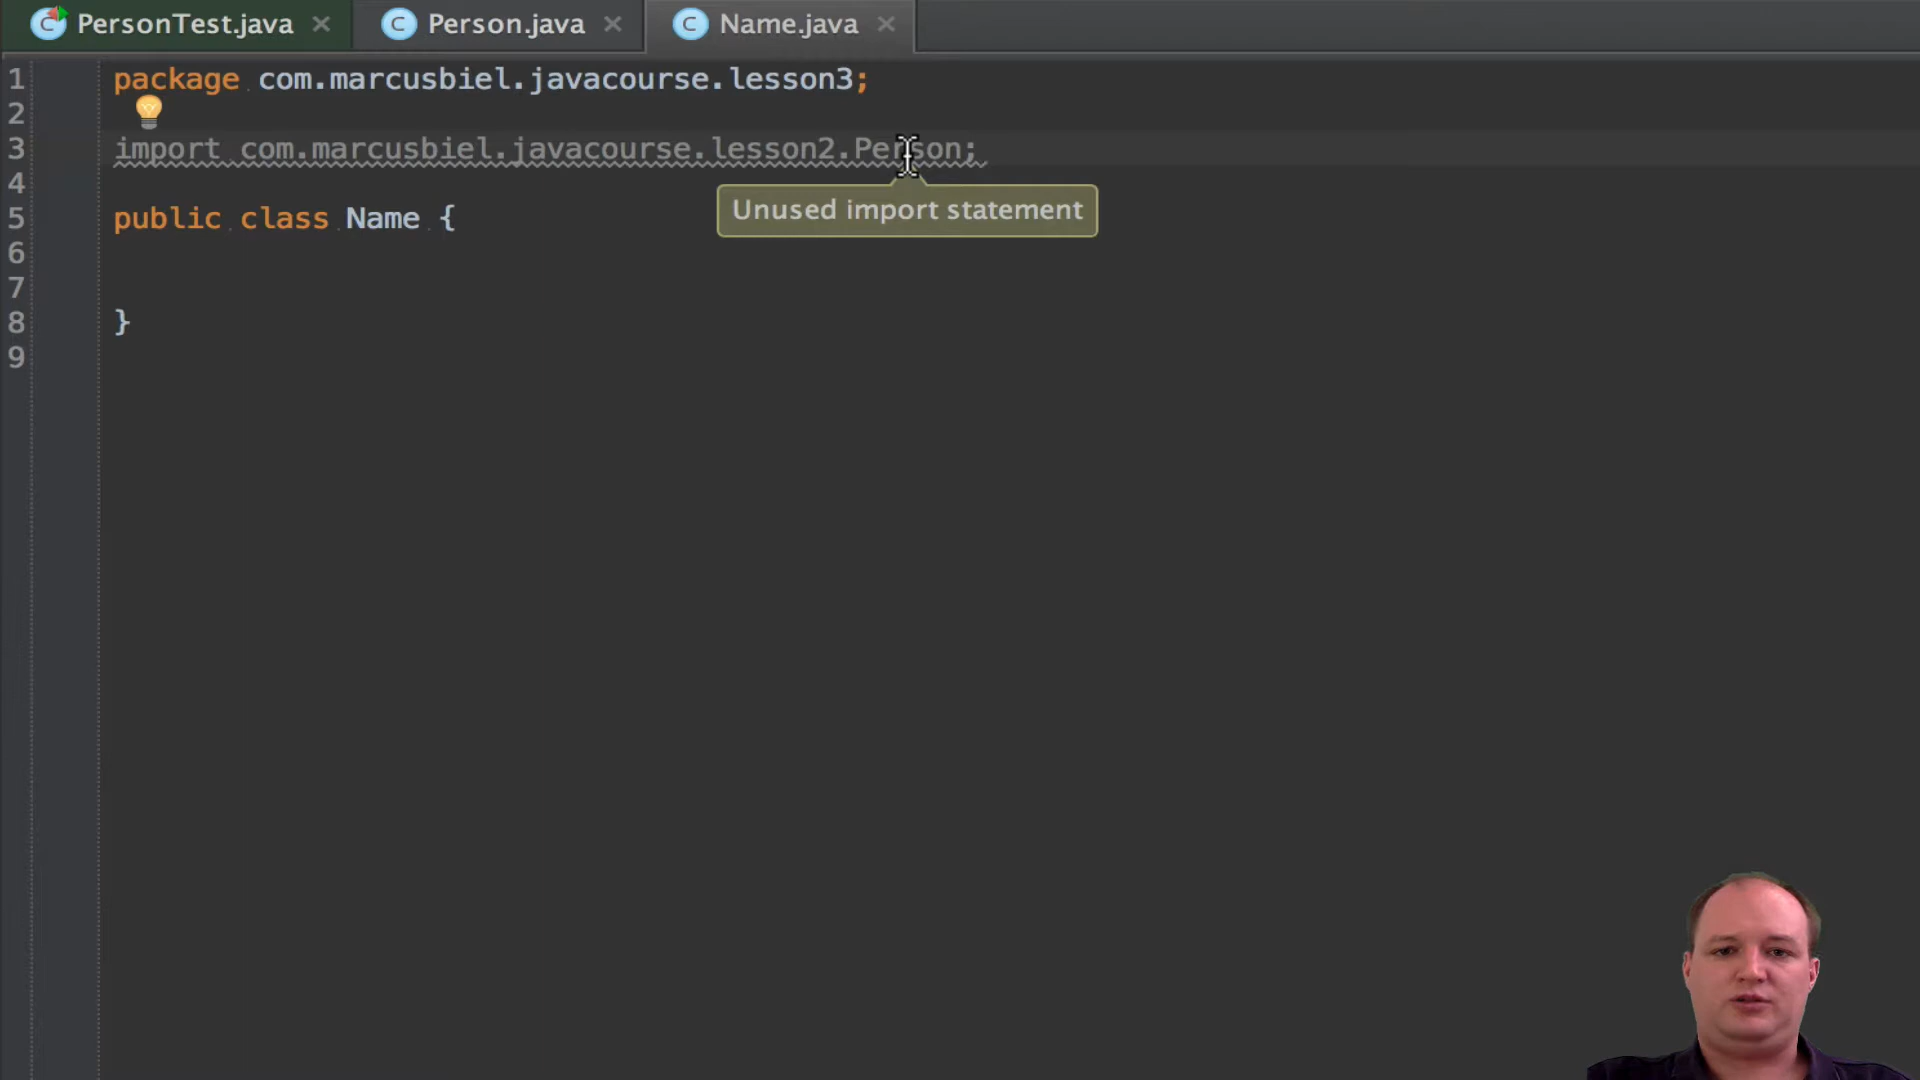 PersonTest.java
Person.java
Name.java
1 package com.marcusbiel.javacourse.lesson3;
2
3 import com.marcusbiel.javacourse.lesson2.Person;
4
Unused import statement
5 public class Name {
6
7
8 }
9